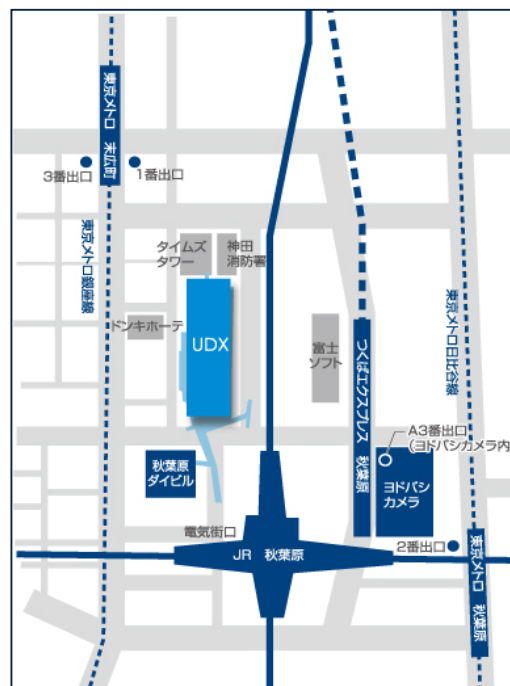 東京メトロ 末広町
3番出口
1番出口
東京メトロ銀座線
タイムズ
タワー
神田
消防署
UDX
ドンキホーテ
富士
ソフト
つくばエクスプレス 秋葉原
東京メトロ日比谷線
A3番出口
(ヨドバシカメラ内
ヨドバシ
カメラ
秋葉原
ダイビル
電気街口
JR 秋葉原
2番出口
東京メトロ 秋葉原